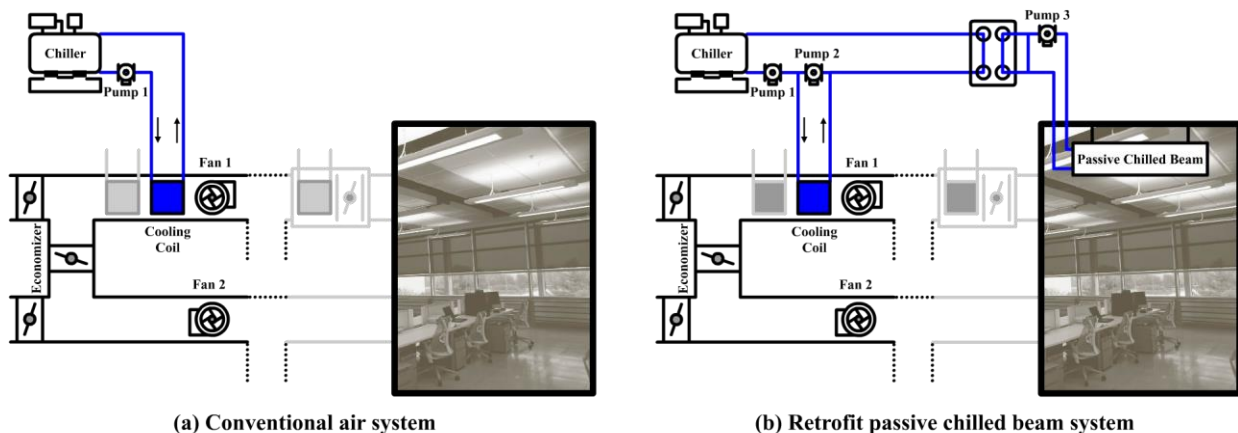 Chiller
Pump 1
Fan 1
Economizer
Cooling
Coil
Fan 2
(a) Conventional air system
Pump 3
Chiller
Pump 2
Pump 1
Fan 1
Passive Chilled Beam
Economizer
Cooling
Coil
Fan 2
(b) Retrofit passive chilled beam system